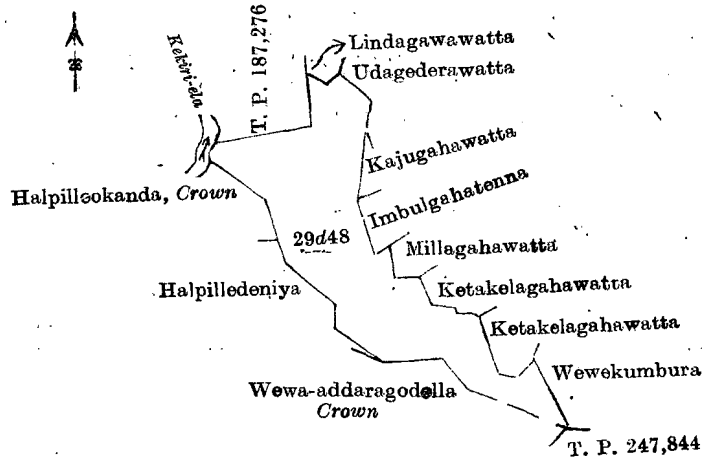 Lindagawawatta
Udagederawatta
T. P. 187,276
Kekiri-ela
Kajugahawatta
Halpilleokanda, Crown
Imbulgahatenna
29d48
Millagahawatta
Halpilledeniya
Ketakelagahawatta
Ketakelagahawatta
Wewekumbura
Wewa-addaragodella
Crown
T. P. 247,844